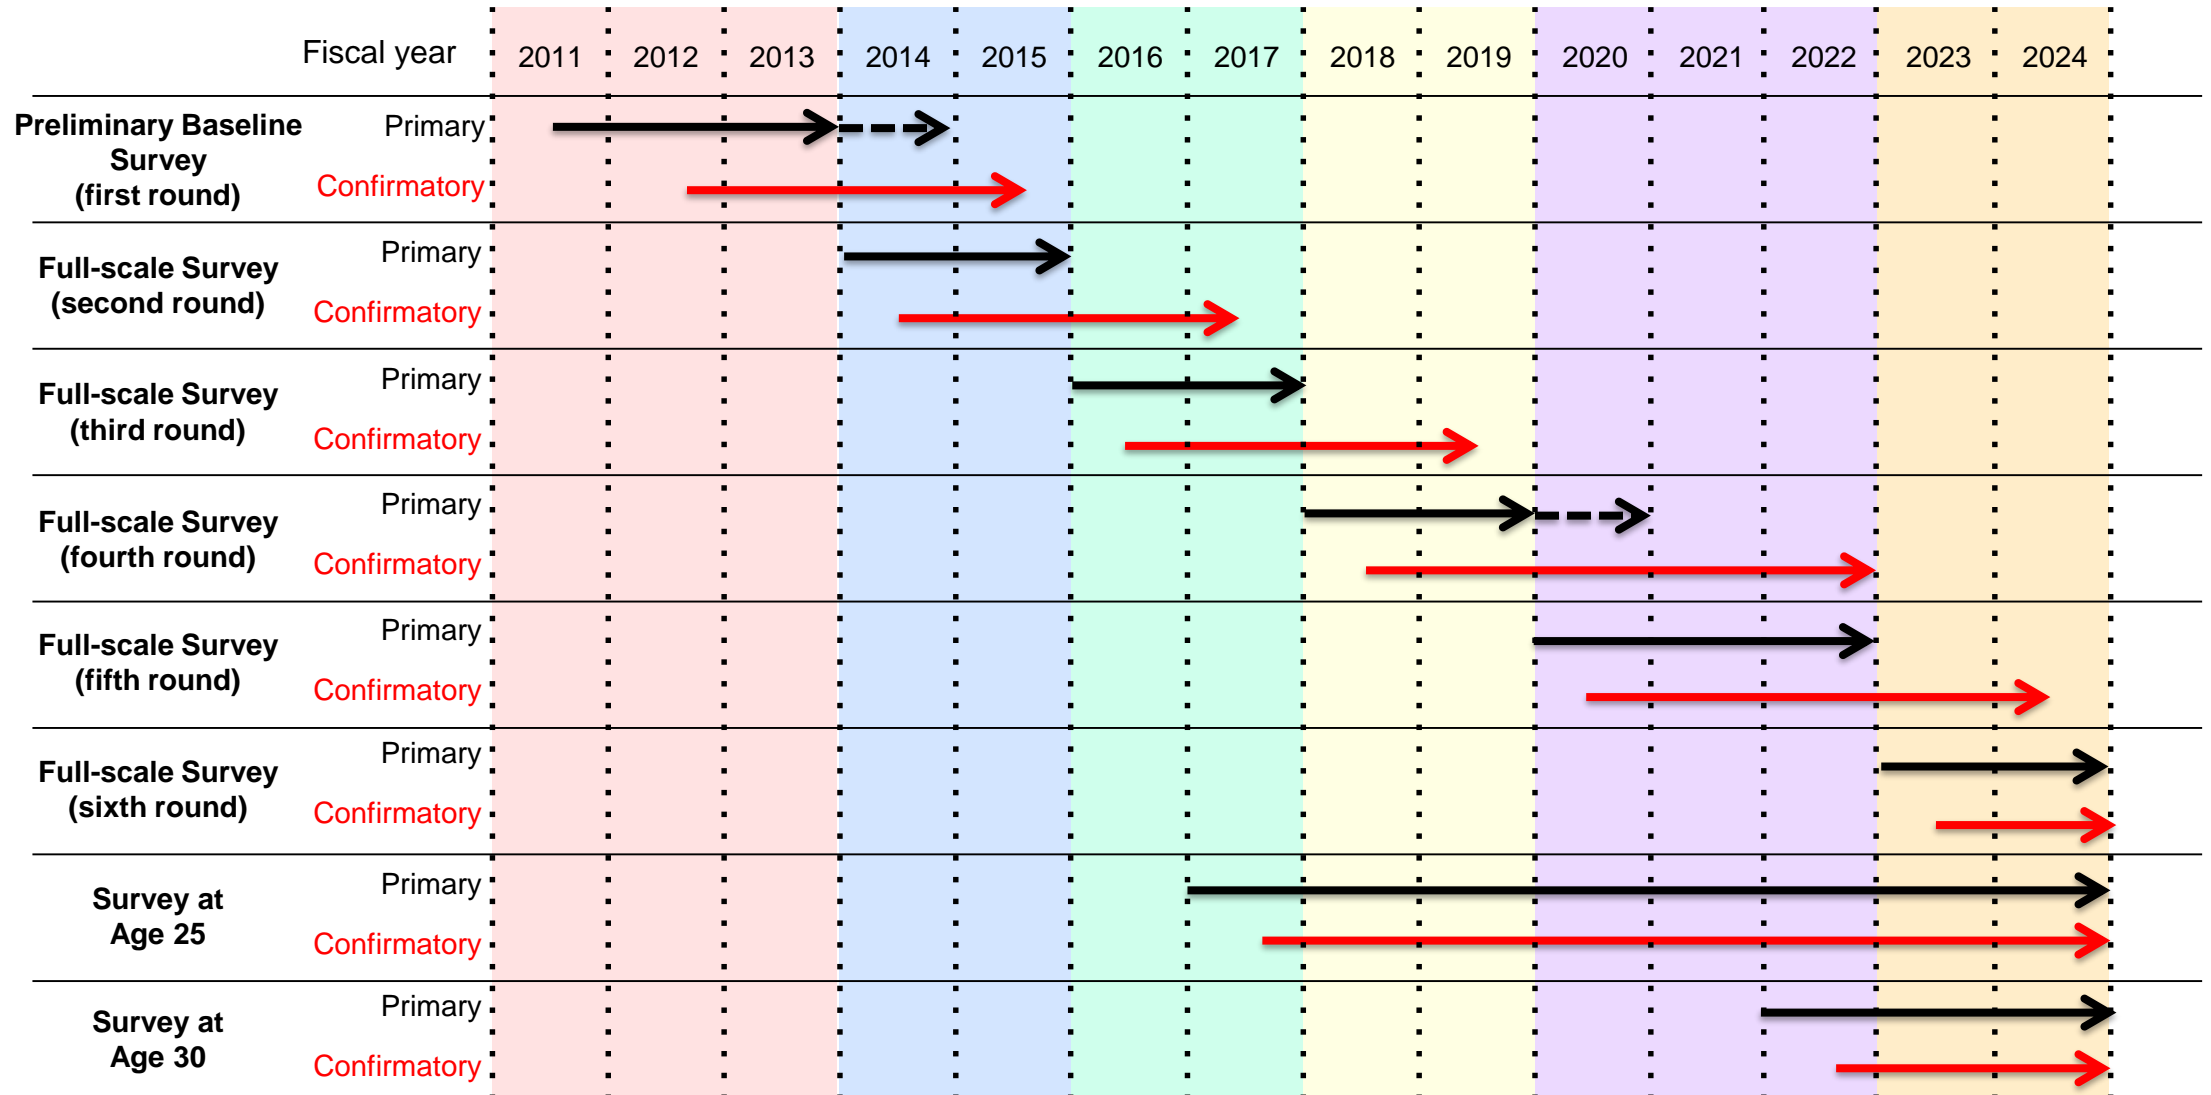 Fiscal year 2011 2012 2013 2014 2015 2016 2017 2018 2019 2020 2021 2022 2023 2024
Preliminary Baseline
Survey
(first round)
Primary
Confirmatory
Full-scale Survey
(second round)
Primary
Confirmatory
Full-scale Survey
(third round)
Primary
Confirmatory
Full-scale Survey
(fourth round)
Primary
Confirmatory
Full-scale Survey
(fifth round)
Primary
Confirmatory
Full-scale Survey
(sixth round)
Primary
Confirmatory
Survey at
Age 25
Primary
Confirmatory
Survey at
Age 30
Primary
Confirmatory